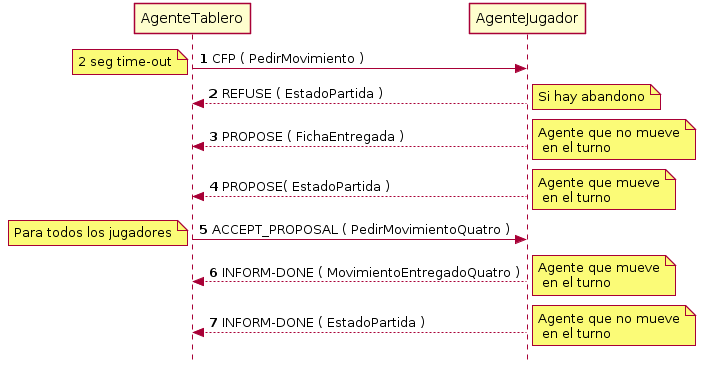 AgenteTablero
AgenteJugador
2 seg time-out
1 CFP ( PedirMovimiento )
2 REFUSE ( EstadoPartida )
Si hay abandono
3 PROPOSE ( FichaEntregada )
Agente que no mueve
en el turno
4 PROPOSE( EstadoPartida )
Agente que mueve
en el turno
Para todos los jugadores
5 ACCEPT_PROPOSAL ( PedirMovimientoQuatro )
6 INFORM-DONE ( MovimientoEntregadoQuatro )
Agente que mueve
en el turno
7 INFORM-DONE ( EstadoPartida )
Agente que no mueve
en el turno